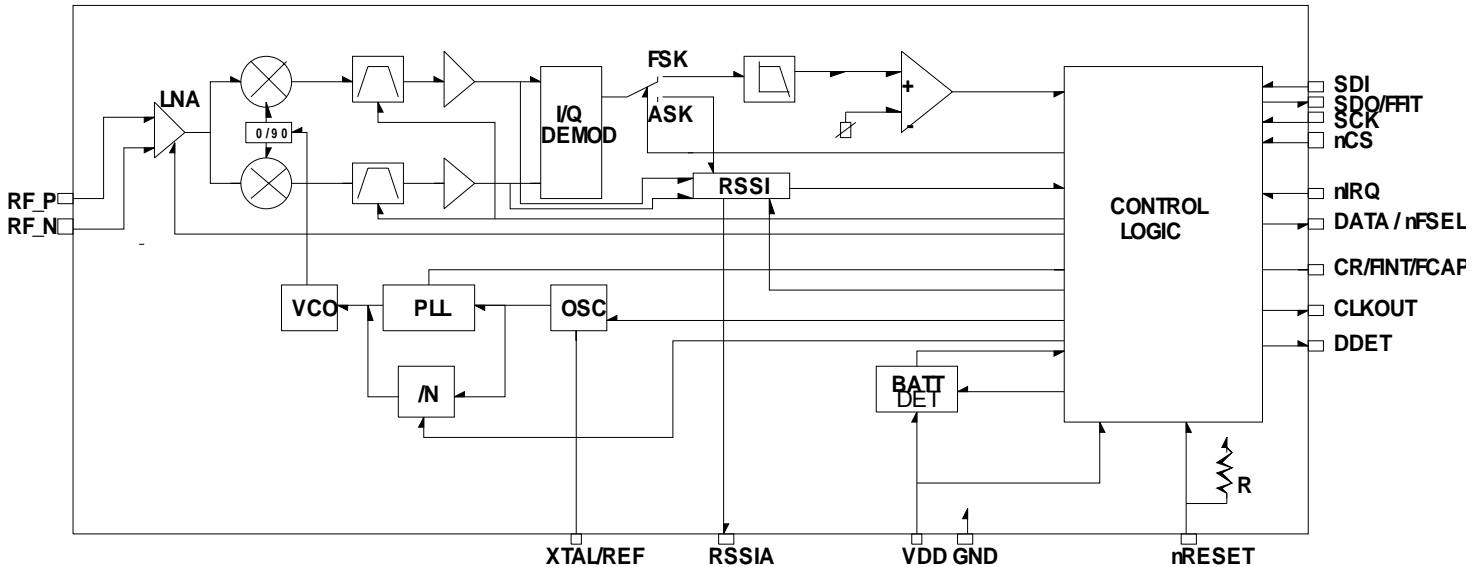 FSK
LNA
I/Q
DEMOD
ASK
+
-
0/90
RSSI
CONTROL
LOGIC
SDI
SDO/FFIT
SCK
nCS
nIRQ
DATA / nFSEL
CR/FINT/FCAP
CLKOUT
DDET
RF_P
RF_N
VCO
PLL
OSC
/N
BATT
DET
R
XTAL/REF
RSSIA
VDD GND
nRESET